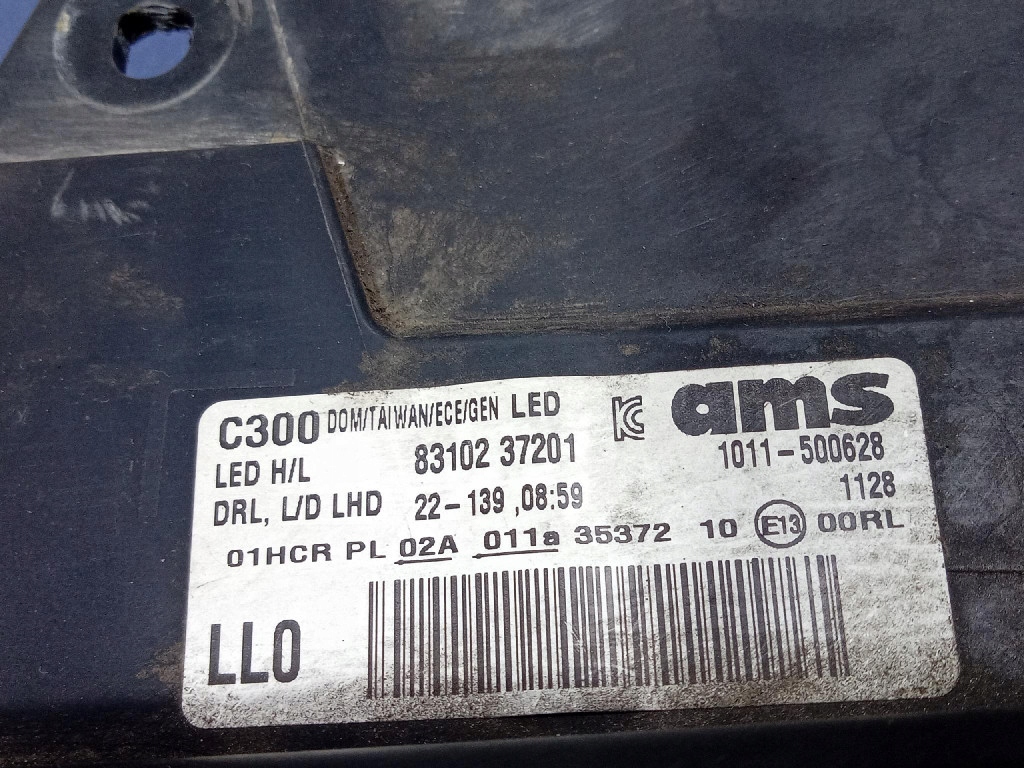 C300 DOM/TAIWAN/ECE/GEN LED
ams
LED H/L 83102 37201 1011-500628
DRL, L/D LHD 22-139 ,08:59 1128
01HCR PL 02A 011a 35372 10 E13 00RL
LL0